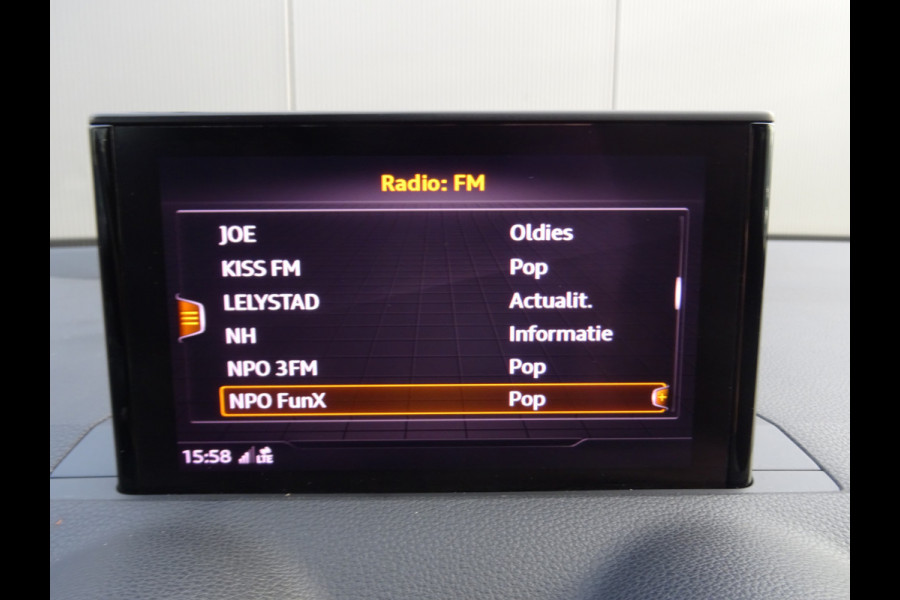 Radio: FM
JOE Oldies
KISS FM Pop
LELYSTAD Actualit.
NH Informatie
NPO 3FM Pop
NPO FunX Pop
15:58 LTE